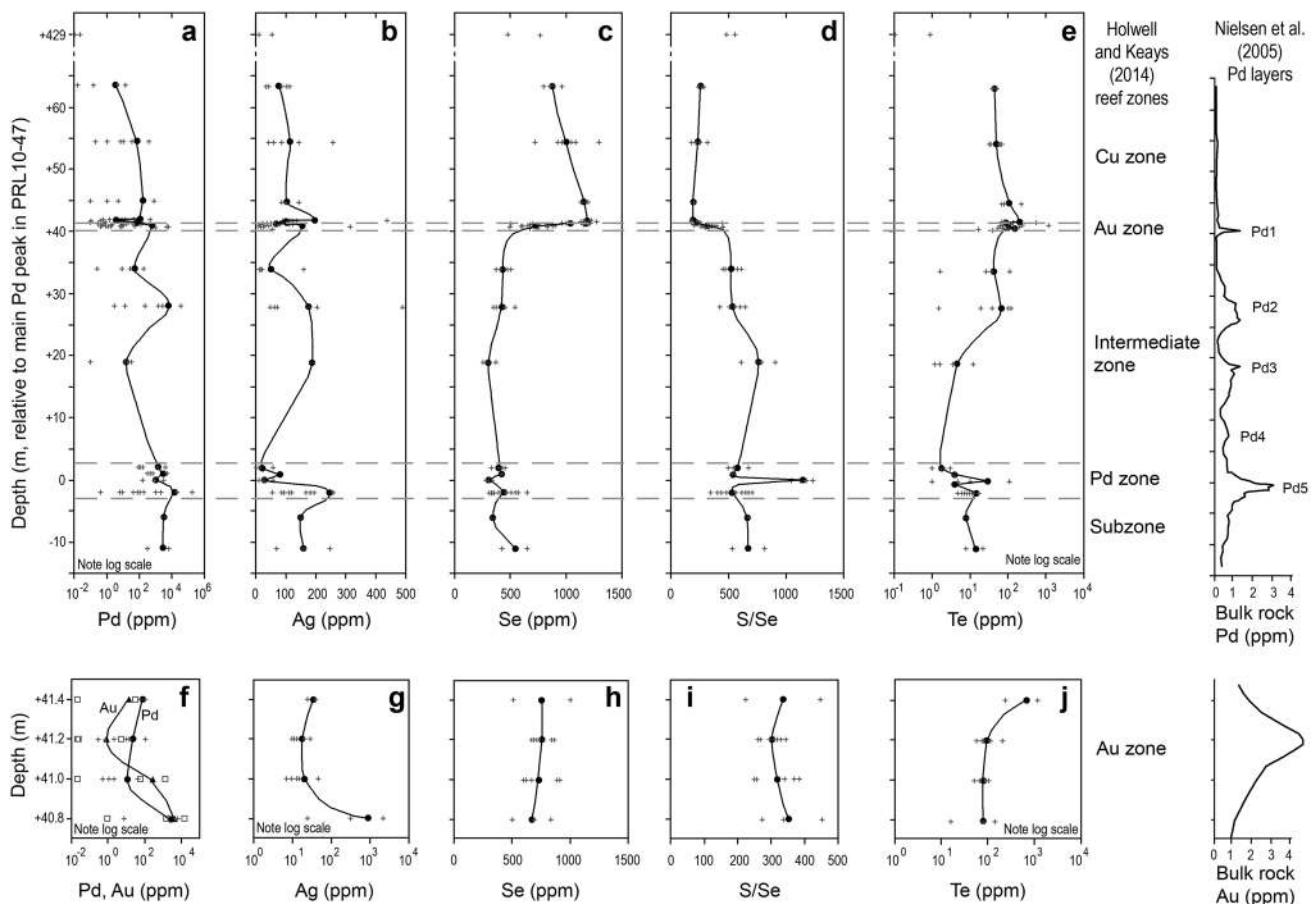 a
b
c
d
e
Holwell
and Keays
(2014)
reef zones
Nielsen et al.
(2005)
Pd layers
Depth (m, relative to main Pd peak in PRL10-47)
+429
+60
+50
+40
+30
+20
+10
0
-10
Cu zone
Au zone
Intermediate
zone
Pd zone
Subzone
Pd1
Pd2
Pd3
Pd4
Pd5
Note log scale
Note log scale
10⁻² 10⁰ 10² 10⁴ 10⁶
0 100 200 300 400 500
0 500 1000 1500
0 500 1000 1500
10⁻¹ 10⁰ 10¹ 10² 10³
0 1 2 3 4
Pd (ppm)
Ag (ppm)
Se (ppm)
S/Se
Te (ppm)
Bulk rock
Pd (ppm)
f
g
h
i
j
Depth (m)
+41.4
+41.2
+41.0
+40.8
Au
Pd
Au zone
Note log scale
Note log scale
Note log scale
10⁻² 10⁰ 10² 10⁴
10⁰ 10¹ 10² 10³ 10⁴
0 500 1000 1500
0 200 400 600
10⁰ 10¹ 10² 10³ 10⁴
0 1 2 3 4 5
Pd, Au (ppm)
Ag (ppm)
Se (ppm)
S/Se
Te (ppm)
Bulk rock
Au (ppm)